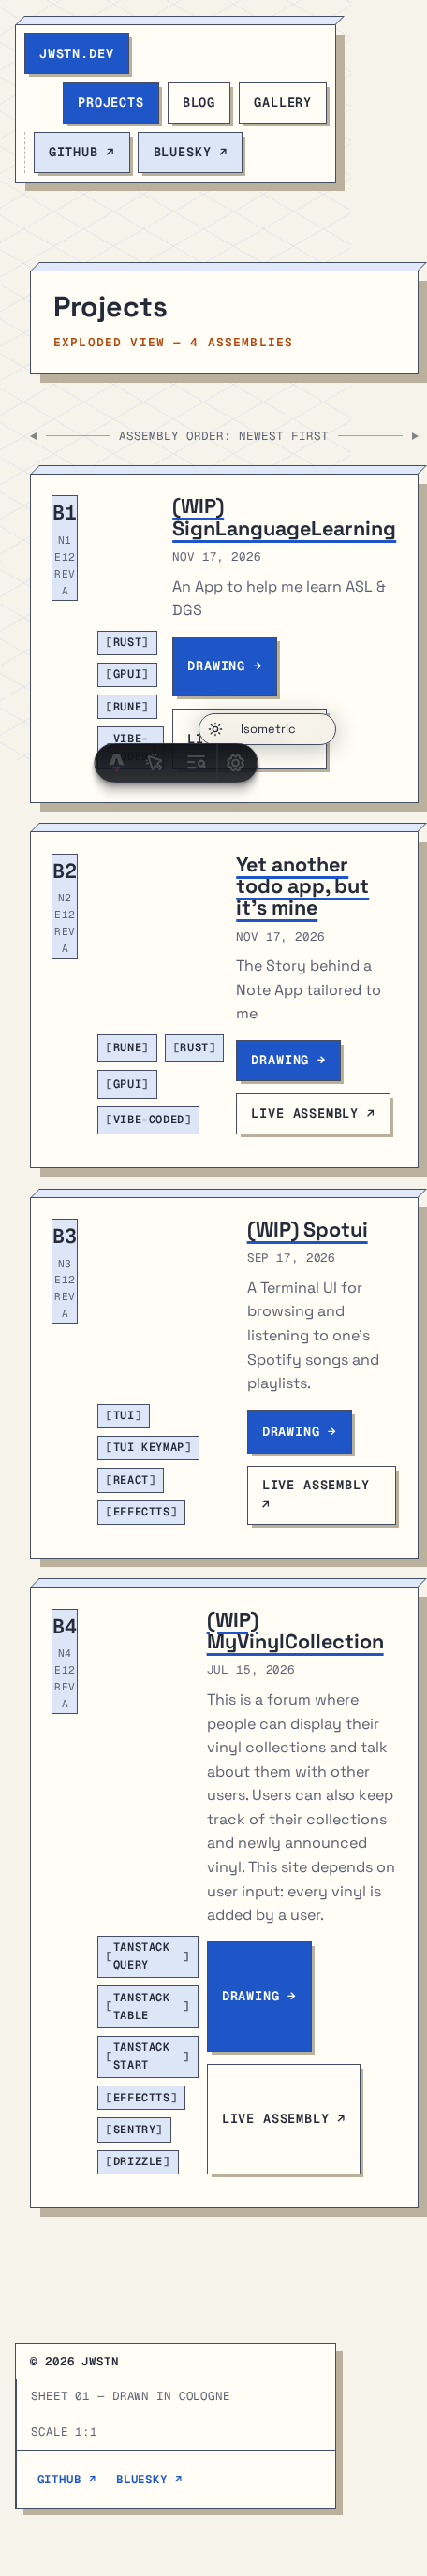 JWSTN.DEV
PROJECTS BLOG GALLERY
GITHUB ↗ BLUESKY ↗
Projects
EXPLODED VIEW — 4 ASSEMBLIES
ASSEMBLY ORDER: NEWEST FIRST
B1
N1
E12
REV
A
(WIP)
SignLanguageLearning
NOV 17, 2026
An App to help me learn ASL &
DGS
[RUST]
[GPUI]
[RUNE]
VIBE-
DRAWING →
Isometric
B2
N2
E12
REV
A
Yet another
todo app, but
it's mine
NOV 17, 2026
The Story behind a
Note App tailored to
me
[RUNE] [RUST]
[GPUI]
[VIBE-CODED]
DRAWING →
LIVE ASSEMBLY ↗
B3
N3
E12
REV
A
(WIP) Spotui
SEP 17, 2026
A Terminal UI for
browsing and
listening to one's
Spotify songs and
playlists.
[TUI]
[TUI KEYMAP]
[REACT]
[EFFECTTS]
DRAWING →
LIVE ASSEMBLY
↗
B4
N4
E12
REV
A
(WIP)
MyVinylCollection
JUL 15, 2026
This is a forum where
people can display their
vinyl collections and talk
about them with other
users. Users can also keep
track of their collections
and newly announced
vinyl. This site depends on
user input: every vinyl is
added by a user.
[TANSTACK
QUERY]
[TANSTACK
TABLE]
[TANSTACK
START]
[EFFECTTS]
[SENTRY]
[DRIZZLE]
DRAWING →
LIVE ASSEMBLY ↗
© 2026 JWSTN
SHEET 01 — DRAWN IN COLOGNE
SCALE 1:1
GITHUB ↗ BLUESKY ↗